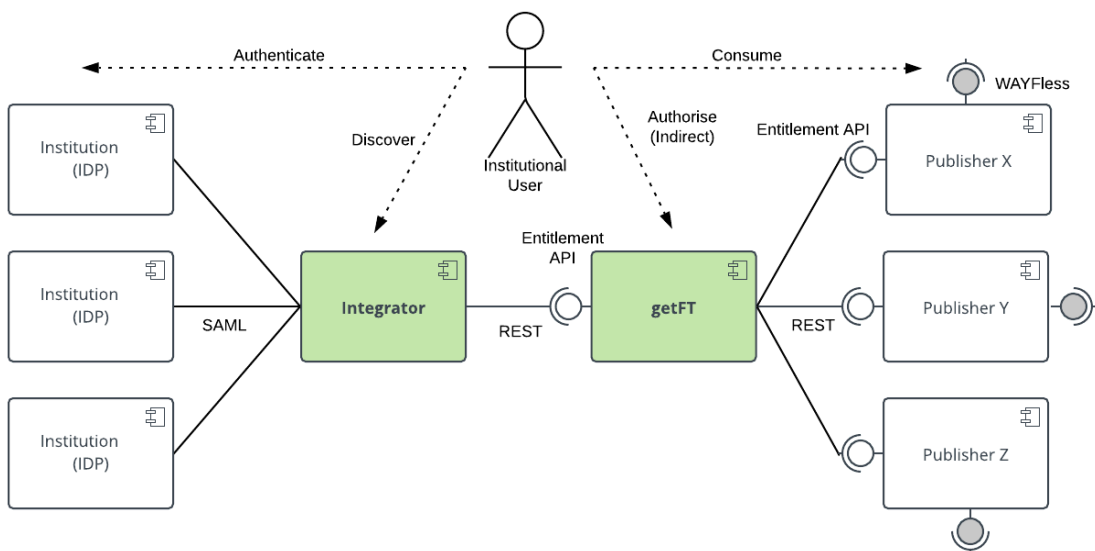 Authenticate
Consume
WAYFless
Discover
Authorise
(Indirect)
Entitlement API
Institution
(IDP)
Publisher X
Institutional
User
Entitlement
API
Institution
(IDP)
SAML
Integrator
REST
getFT
REST
Publisher Y
Institution
(IDP)
Publisher Z